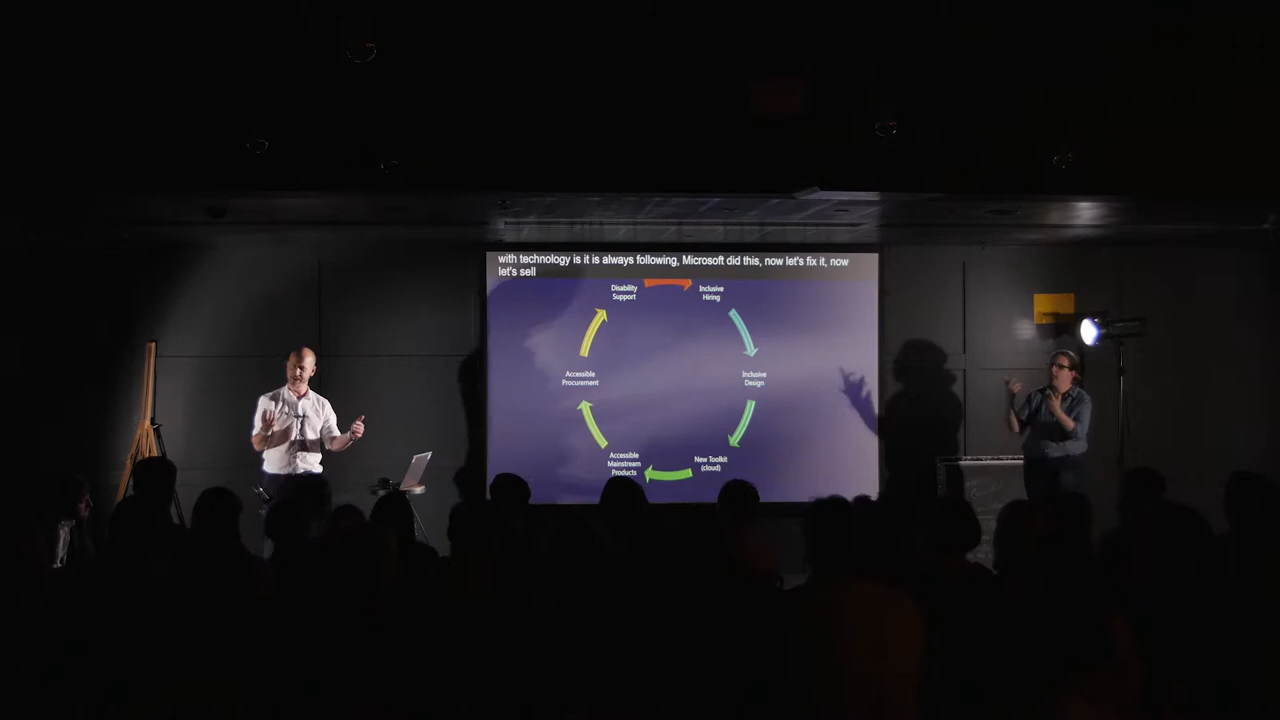 with technology is it is always following, Microsoft did this, now let's fix it, now
let's sell
Disability
Support
Inclusive
Hiring
Inclusive
Design
New Toolkit
(cloud)
Accessible
Mainstream
Products
Accessible
Procurement